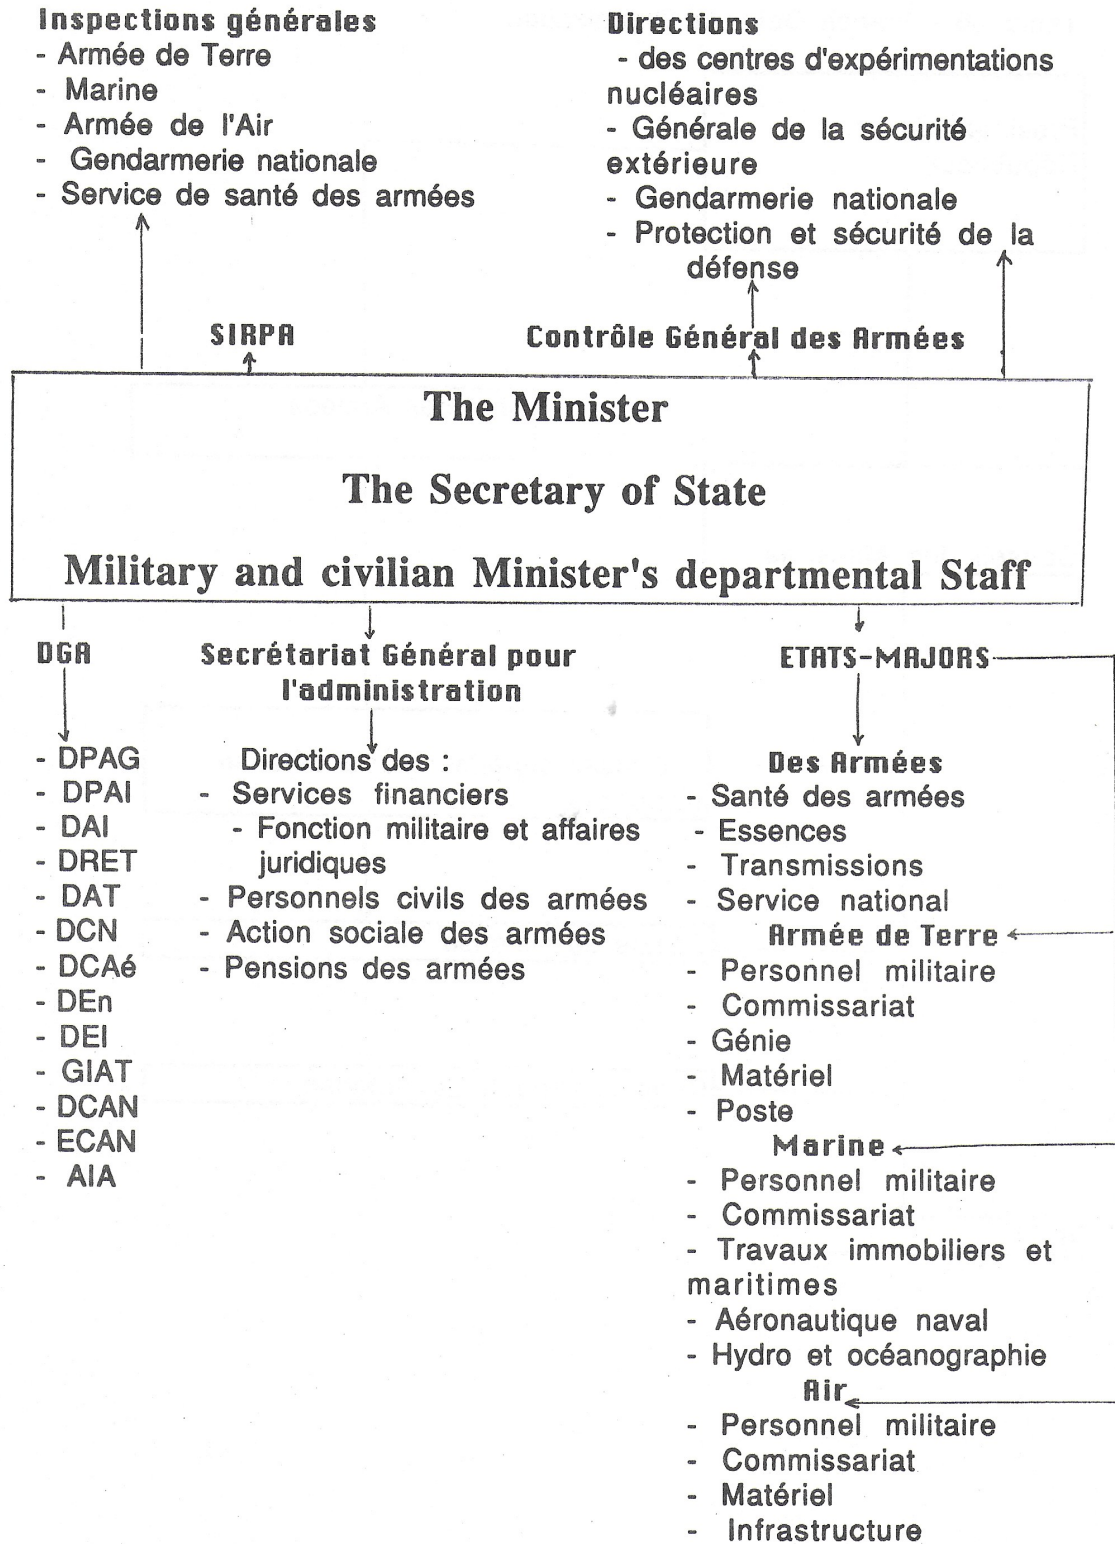 Inspections générales
- Armée de Terre
- Marine
- Armée de l'Air
- Gendarmerie nationale
- Service de santé des armées
Directions
- des centres d'expérimentations
nucléaires
- Générale de la sécurité
extérieure
- Gendarmerie nationale
- Protection et sécurité de la
défense
SIRPA
Contrôle Général des Armées
The Minister
The Secretary of State
Military and civilian Minister's departmental Staff
DGA
- DPAG
- DPAI
- DAI
- DRET
- DAT
- DCN
- DCAé
- DEn
- DEI
- GIAT
- DCAN
- ECAN
- AIA
Secrétariat Général pour
l'administration
Directions des :
- Services financiers
- Fonction militaire et affaires
juridiques
- Personnels civils des armées
- Action sociale des armées
- Pensions des armées
ETATS-MAJORS
Des Armées
- Santé des armées
- Essences
- Transmissions
- Service national
Armée de Terre
- Personnel militaire
- Commissariat
- Génie
- Matériel
- Poste
Marine
- Personnel militaire
- Commissariat
- Travaux immobiliers et
maritimes
- Aéronautique naval
- Hydro et océanographie
Air
- Personnel militaire
- Commissariat
- Matériel
- Infrastructure